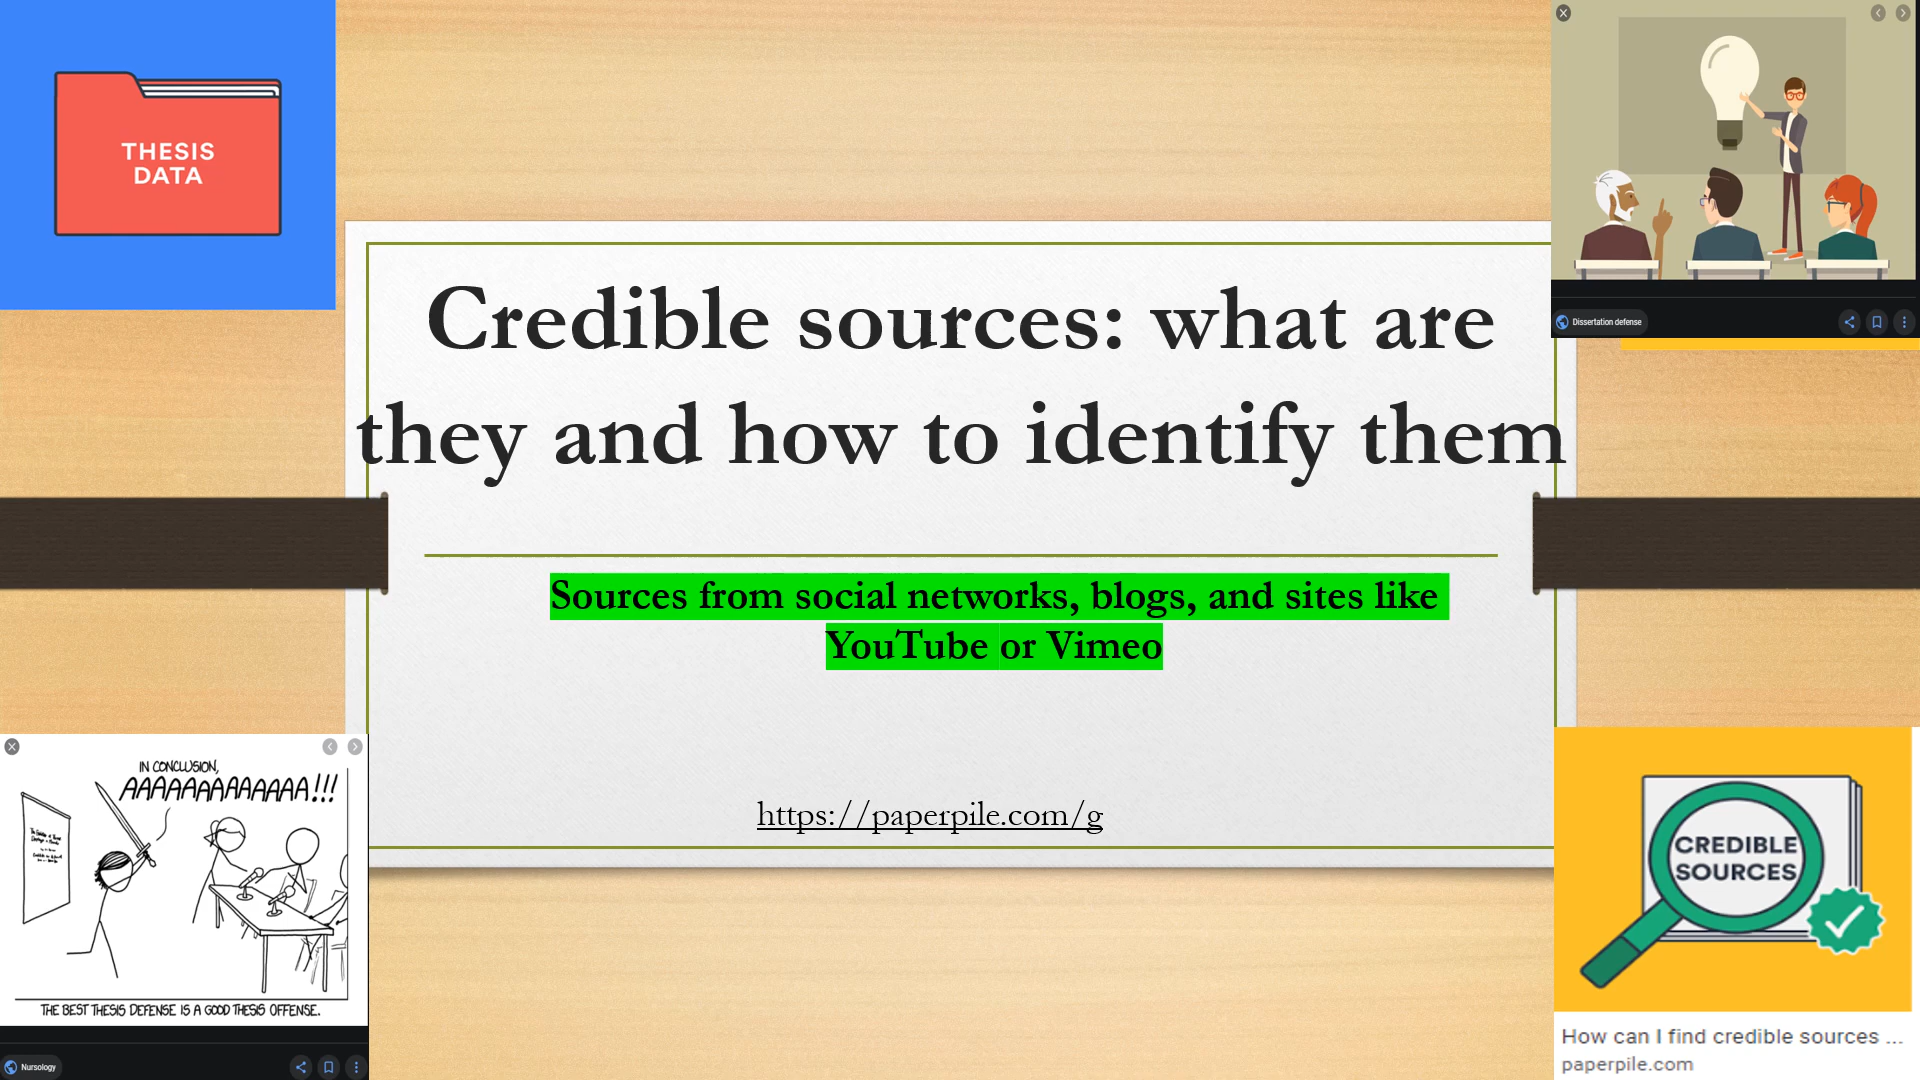 THESIS
DATA
Dissertation defense
Credible sources: what are
they and how to identify them
Sources from social networks, blogs, and sites like
YouTube or Vimeo
https://paperpile.com/g
IN CONCLUSION,
AAAAAAAAAAAAA!!!
THE BEST THESIS DEFENSE IS A GOOD THESIS OFFENSE.
Nursology
CREDIBLE
SOURCES
How can I find credible sources ...
paperpile.com